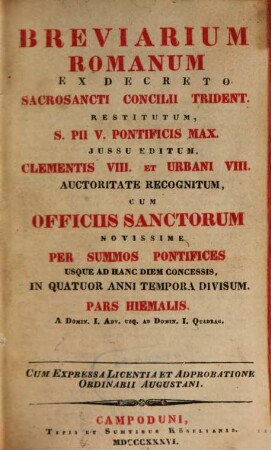 BREVIARIUM
ROMANUM
EX DECRETO
SACROSANCTI CONCILII TRIDENT.
RESTITUTUM,
S. PII V. PONTIFICIS MAX.
JUSSU EDITUM,
CLEMENTIS VIII. ET URBANI VIII.
AUCTORITATE RECOGNITUM,
CUM
OFFICIIS SANCTORUM
NOVISSIME
PER SUMMOS PONTIFICES
USQUE AD HANC DIEM CONCESSIS,
IN QUATUOR ANNI TEMPORA DIVISUM.
PARS HIEMALIS.
A DOMIN. I. ADV. USQ. AD DOMIN. I. QUADRAG.
CUM EXPRESSA LICENTIA ET ADPROBATIONE
ORDINARII AUGUSTANI.
CAMPODUNI,
TYPIS ET SUMTIBUS KÖSELIANIS.
MDCCCXXXVI.